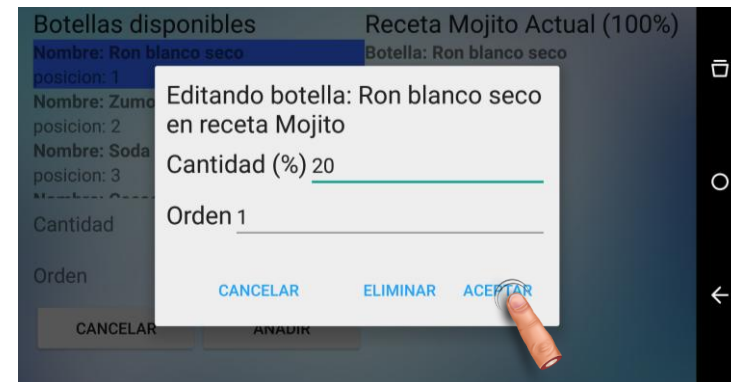 Botellas disponibles
Nombre: Ron blanco seco
posicion: 1
Nombre: Zumo
posicion: 2
Nombre: Soda
posicion: 3
Cantidad
Orden
CANCELAR AÑADIR
Receta Mojito Actual (100%)
Botella: Ron blanco seco
Editando botella: Ron blanco seco
en receta Mojito
Cantidad (%) 20
Orden 1
CANCELAR ELIMINAR ACEPTAR